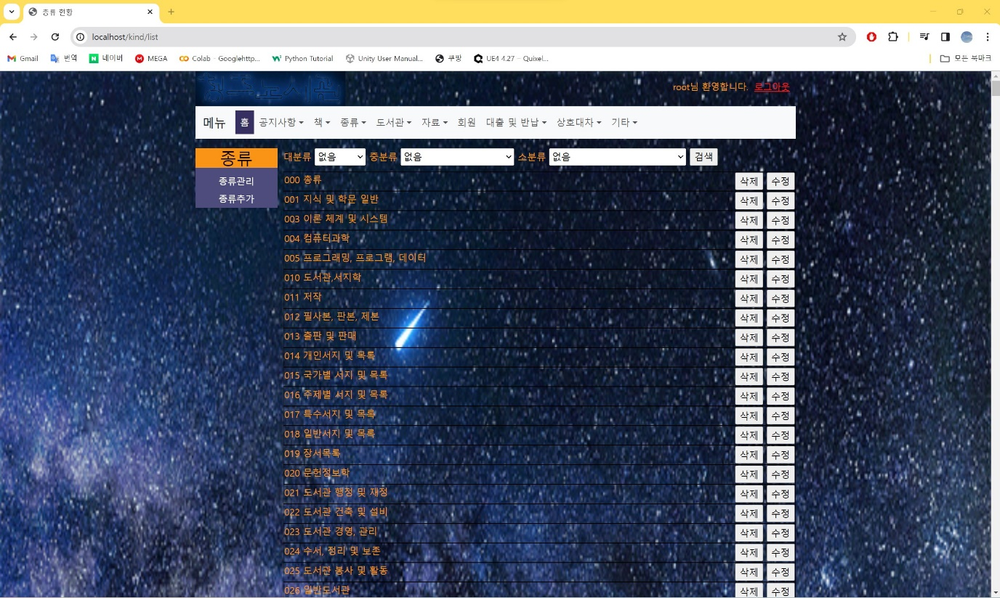 종류 현황
localhost/kind/list
Gmail 번역 네이버 MEGA Colab - Googlehttp... Python Tutorial Unity User Manual... 쿠팡 UE4 4.27 - Quixel... 모든 북마크
root님 환영합니다. 로그아웃
메뉴 홈 공지사항 책 종류 도서관 자료 회원 대출 및 반납 상호대차 기타
종류
종류관리
종류추가
대분류 없음 중분류 없음 소분류 없음 검색
000 종류 삭제 수정
001 지식 및 학문 일반 삭제 수정
003 이론 체계 및 시스템 삭제 수정
004 컴퓨터과학 삭제 수정
005 프로그래밍, 프로그램, 데이터 삭제 수정
010 도서관,서지학 삭제 수정
011 저작 삭제 수정
012 필사본, 판본, 제본 삭제 수정
013 출판 및 판매 삭제 수정
014 개인서지 및 목록 삭제 수정
015 국가별 서지 및 목록 삭제 수정
016 주제별 서지 및 목록 삭제 수정
017 특수서지 및 목록 삭제 수정
018 일반서지 및 목록 삭제 수정
019 장서목록 삭제 수정
020 문헌정보학 삭제 수정
021 도서관 행정 및 재정 삭제 수정
022 도서관 건축 및 설비 삭제 수정
023 도서관 경영, 관리 삭제 수정
024 수서, 정리 및 보존 삭제 수정
025 도서관 봉사 및 활동 삭제 수정
026 일반도서관 삭제 수정